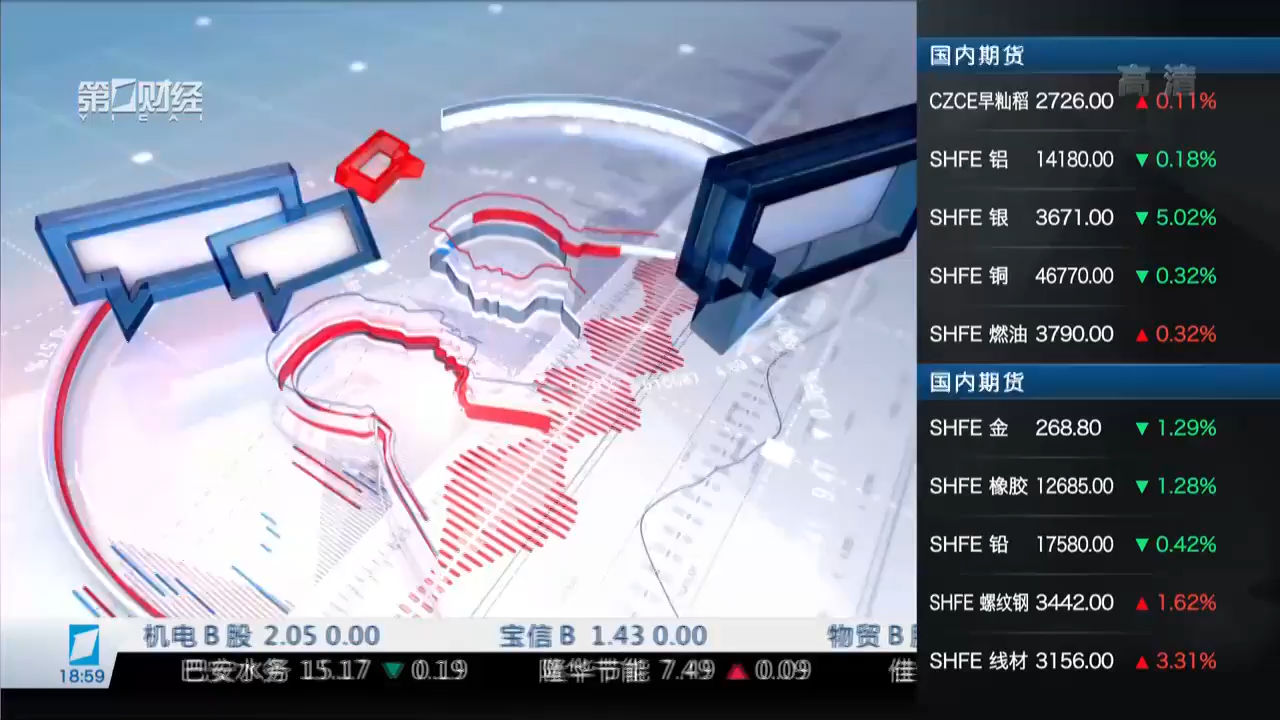 第一财经
YICAI
高清
国内期货
CZCE早籼稻 2726.00 ▲ 0.11%
SHFE 铝 14180.00 ▼ 0.18%
SHFE 银 3671.00 ▼ 5.02%
SHFE 铜 46770.00 ▼ 0.32%
SHFE 燃油 3790.00 ▲ 0.32%
国内期货
SHFE 金 268.80 ▼ 1.29%
SHFE 橡胶 12685.00 ▼ 1.28%
SHFE 铅 17580.00 ▼ 0.42%
SHFE 螺纹钢 3442.00 ▲ 1.62%
SHFE 线材 3156.00 ▲ 3.31%
机电B股 2.05 0.00 宝信B 1.43 0.00 物贸B股
18:59
巴安水务 15.17 ▼ 0.19 隆华节能 7.49 ▲ 0.09 佳